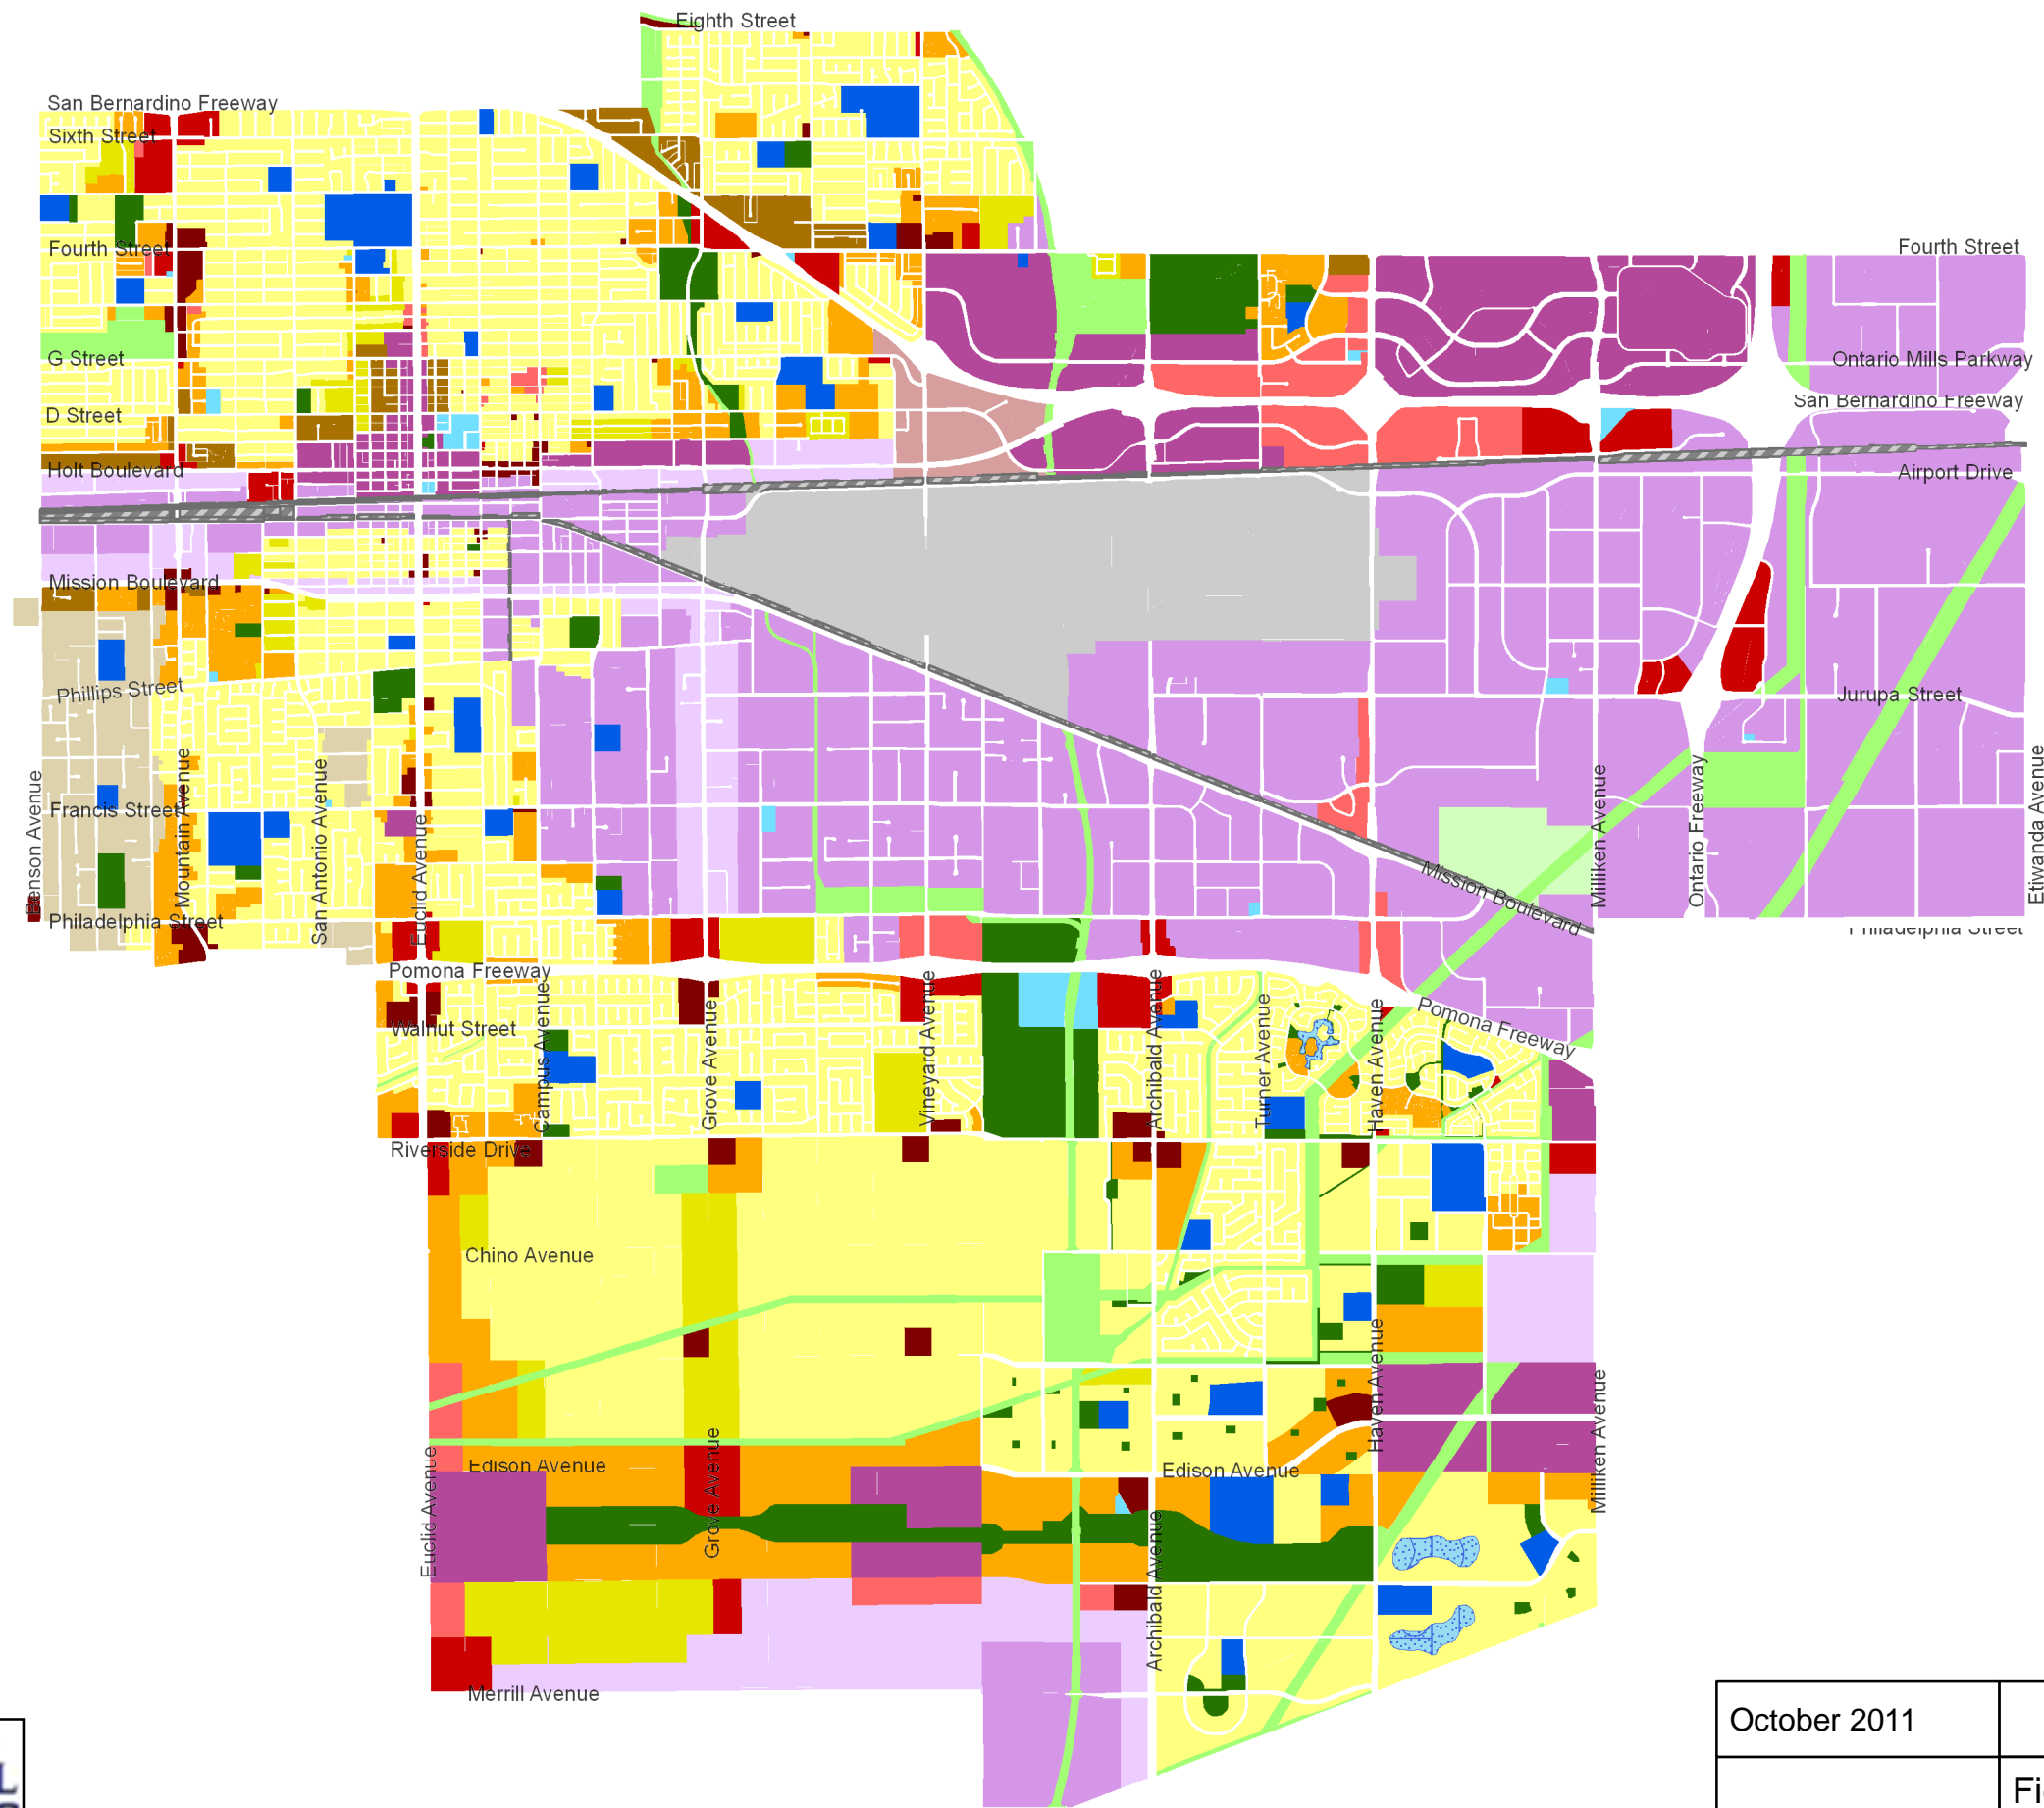 Eighth Street
San Bernardino Freeway
Sixth Street
Fourth Street
Fourth Street
G Street
Ontario Mills Parkway
San Bernardino Freeway
D Street
Holt Boulevard
Airport Drive
Mission Boulevard
Phillips Street
Jurupa Street
Benson Avenue
Mountain Avenue
San Antonio Avenue
Euclid Avenue
Milliken Avenue
Ontario Freeway
Etiwanda Avenue
Francis Street
Mission Boulevard
Philadelphia Street
Philadelphia Street
Pomona Freeway
Walnut Street
Campus Avenue
Grove Avenue
Vineyard Avenue
Archibald Avenue
Turner Avenue
Haven Avenue
Pomona Freeway
Riverside Drive
Chino Avenue
Haven Avenue
Milliken Avenue
Edison Avenue
Edison Avenue
Euclid Avenue
Grove Avenue
Archibald Avenue
Merrill Avenue
October 2011